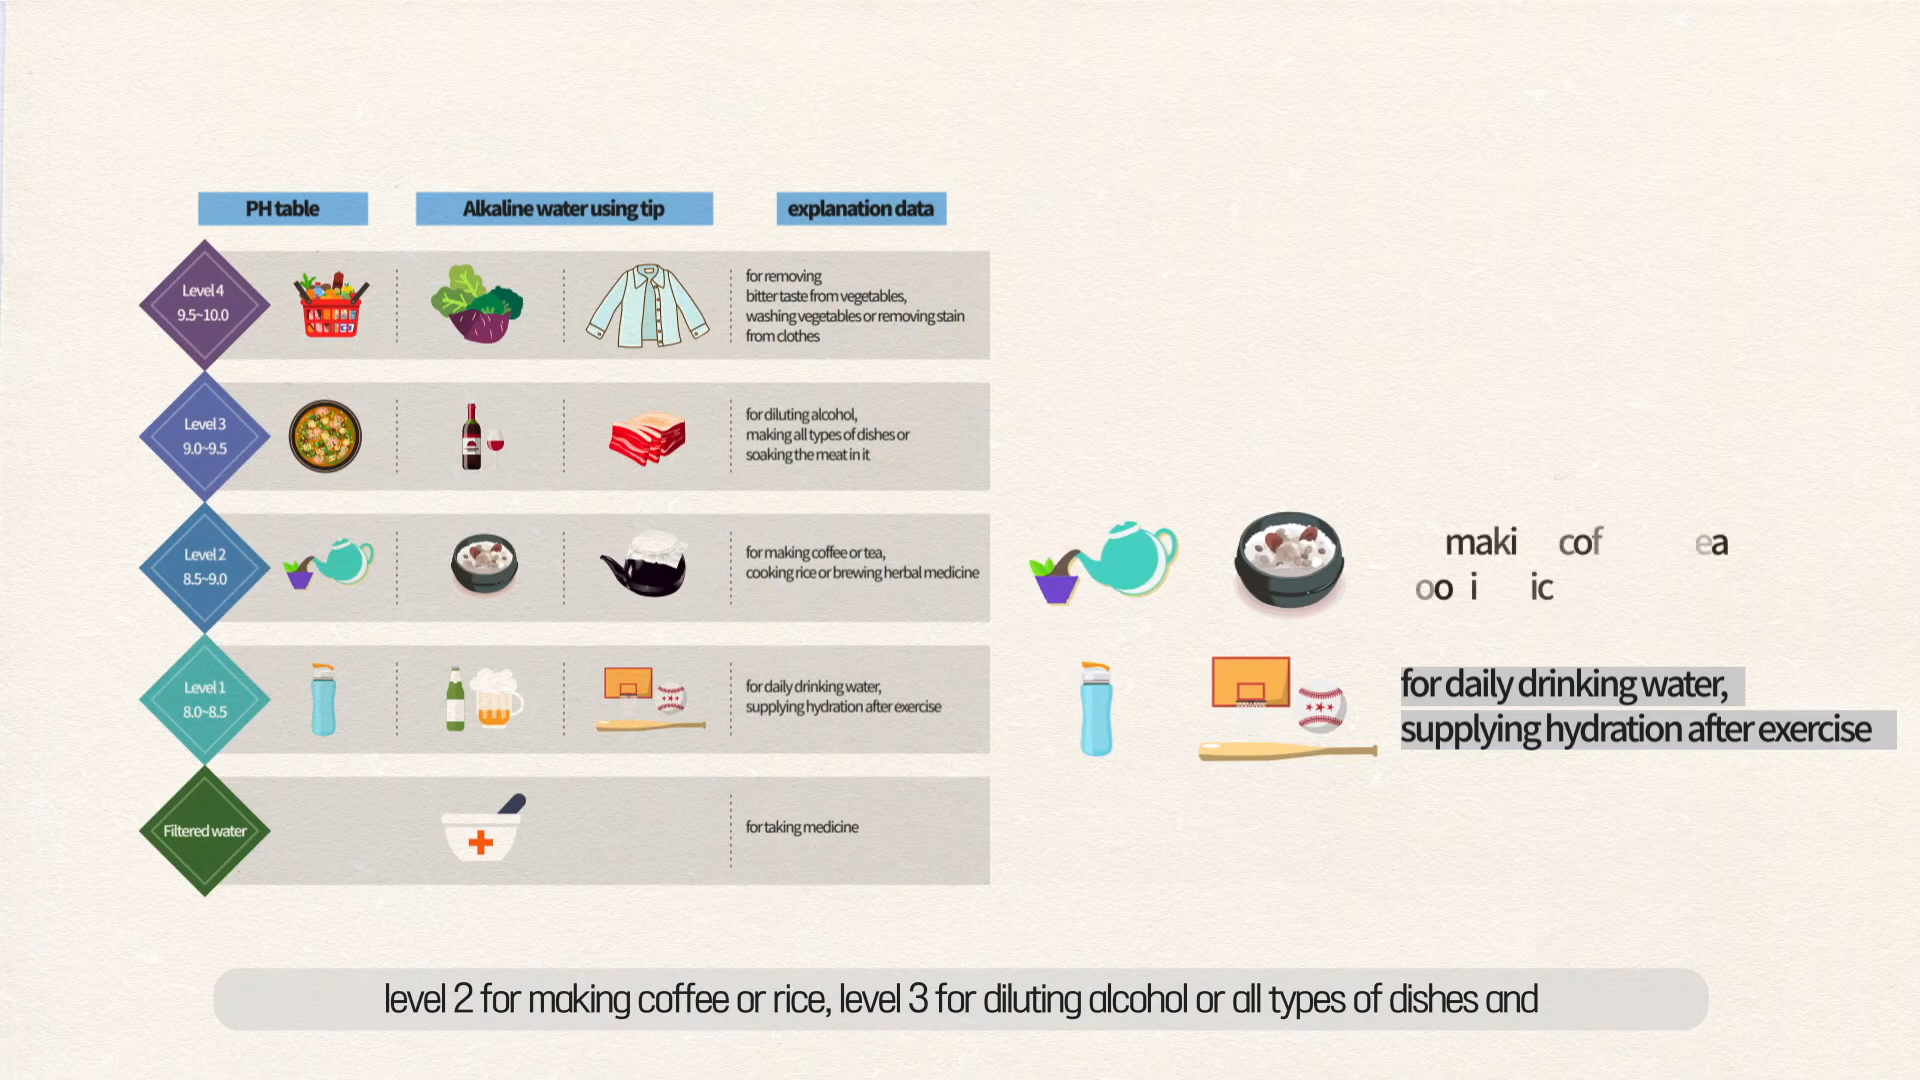 PH table
Alkaline water using tip
explanation data
Level 4
9.5~10.0
for removing
bitter taste from vegetables,
washing vegetables or removing stain
from clothes
Level 3
9.0~9.5
for diluting alcohol,
making all types of dishes or
soaking the meat in it
Level 2
8.5~9.0
for making coffee or tea,
cooking rice or brewing herbal medicine
Level 1
8.0~8.5
for daily drinking water,
supplying hydration after exercise
Filtered water
for taking medicine
maki cof ea
oo i ic
for daily drinking water,
supplying hydration after exercise
level 2 for making coffee or rice, level 3 for diluting alcohol or all types of dishes and